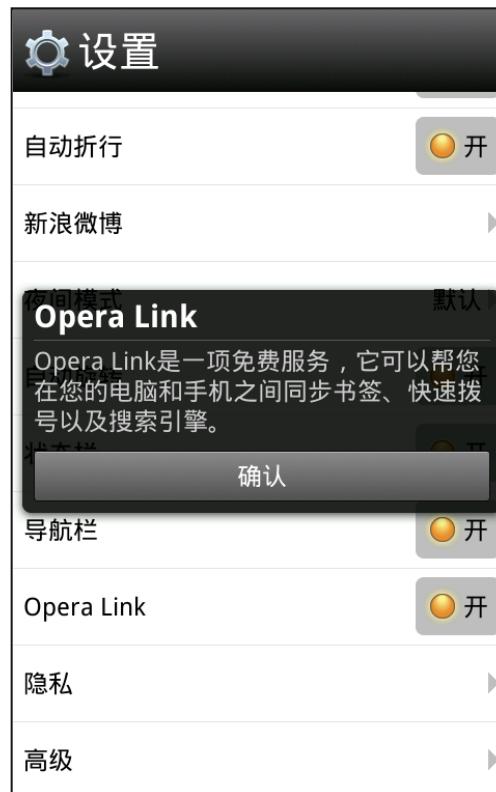 设置
自动折行
开
新浪微博
夜间模式
默认
Opera Link
Opera Link是一项免费服务，它可以帮您
在您的电脑和手机之间同步书签、快速拨
号以及搜索引擎。
确认
导航栏
开
Opera Link
开
隐私
高级